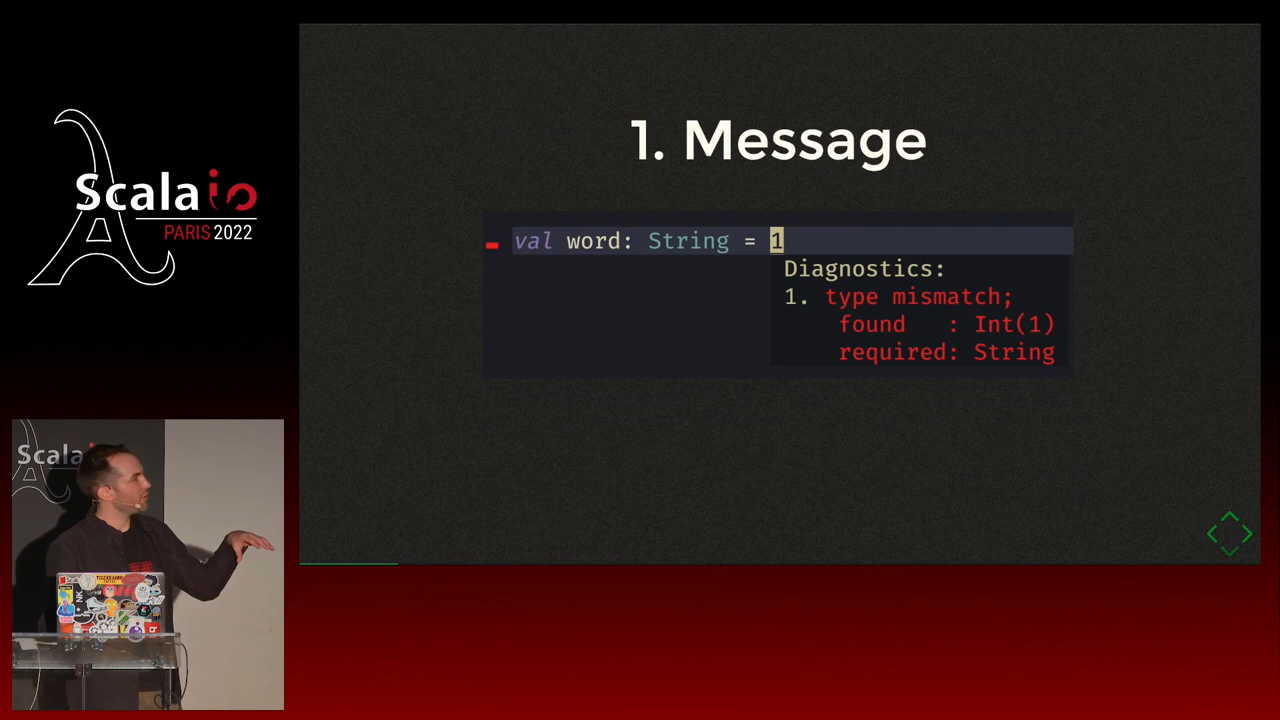 Scala io
PARIS 2022
1. Message
val word: String = 1
Diagnostics:
1. type mismatch;
found   : Int(1)
required: String
Scala
NK